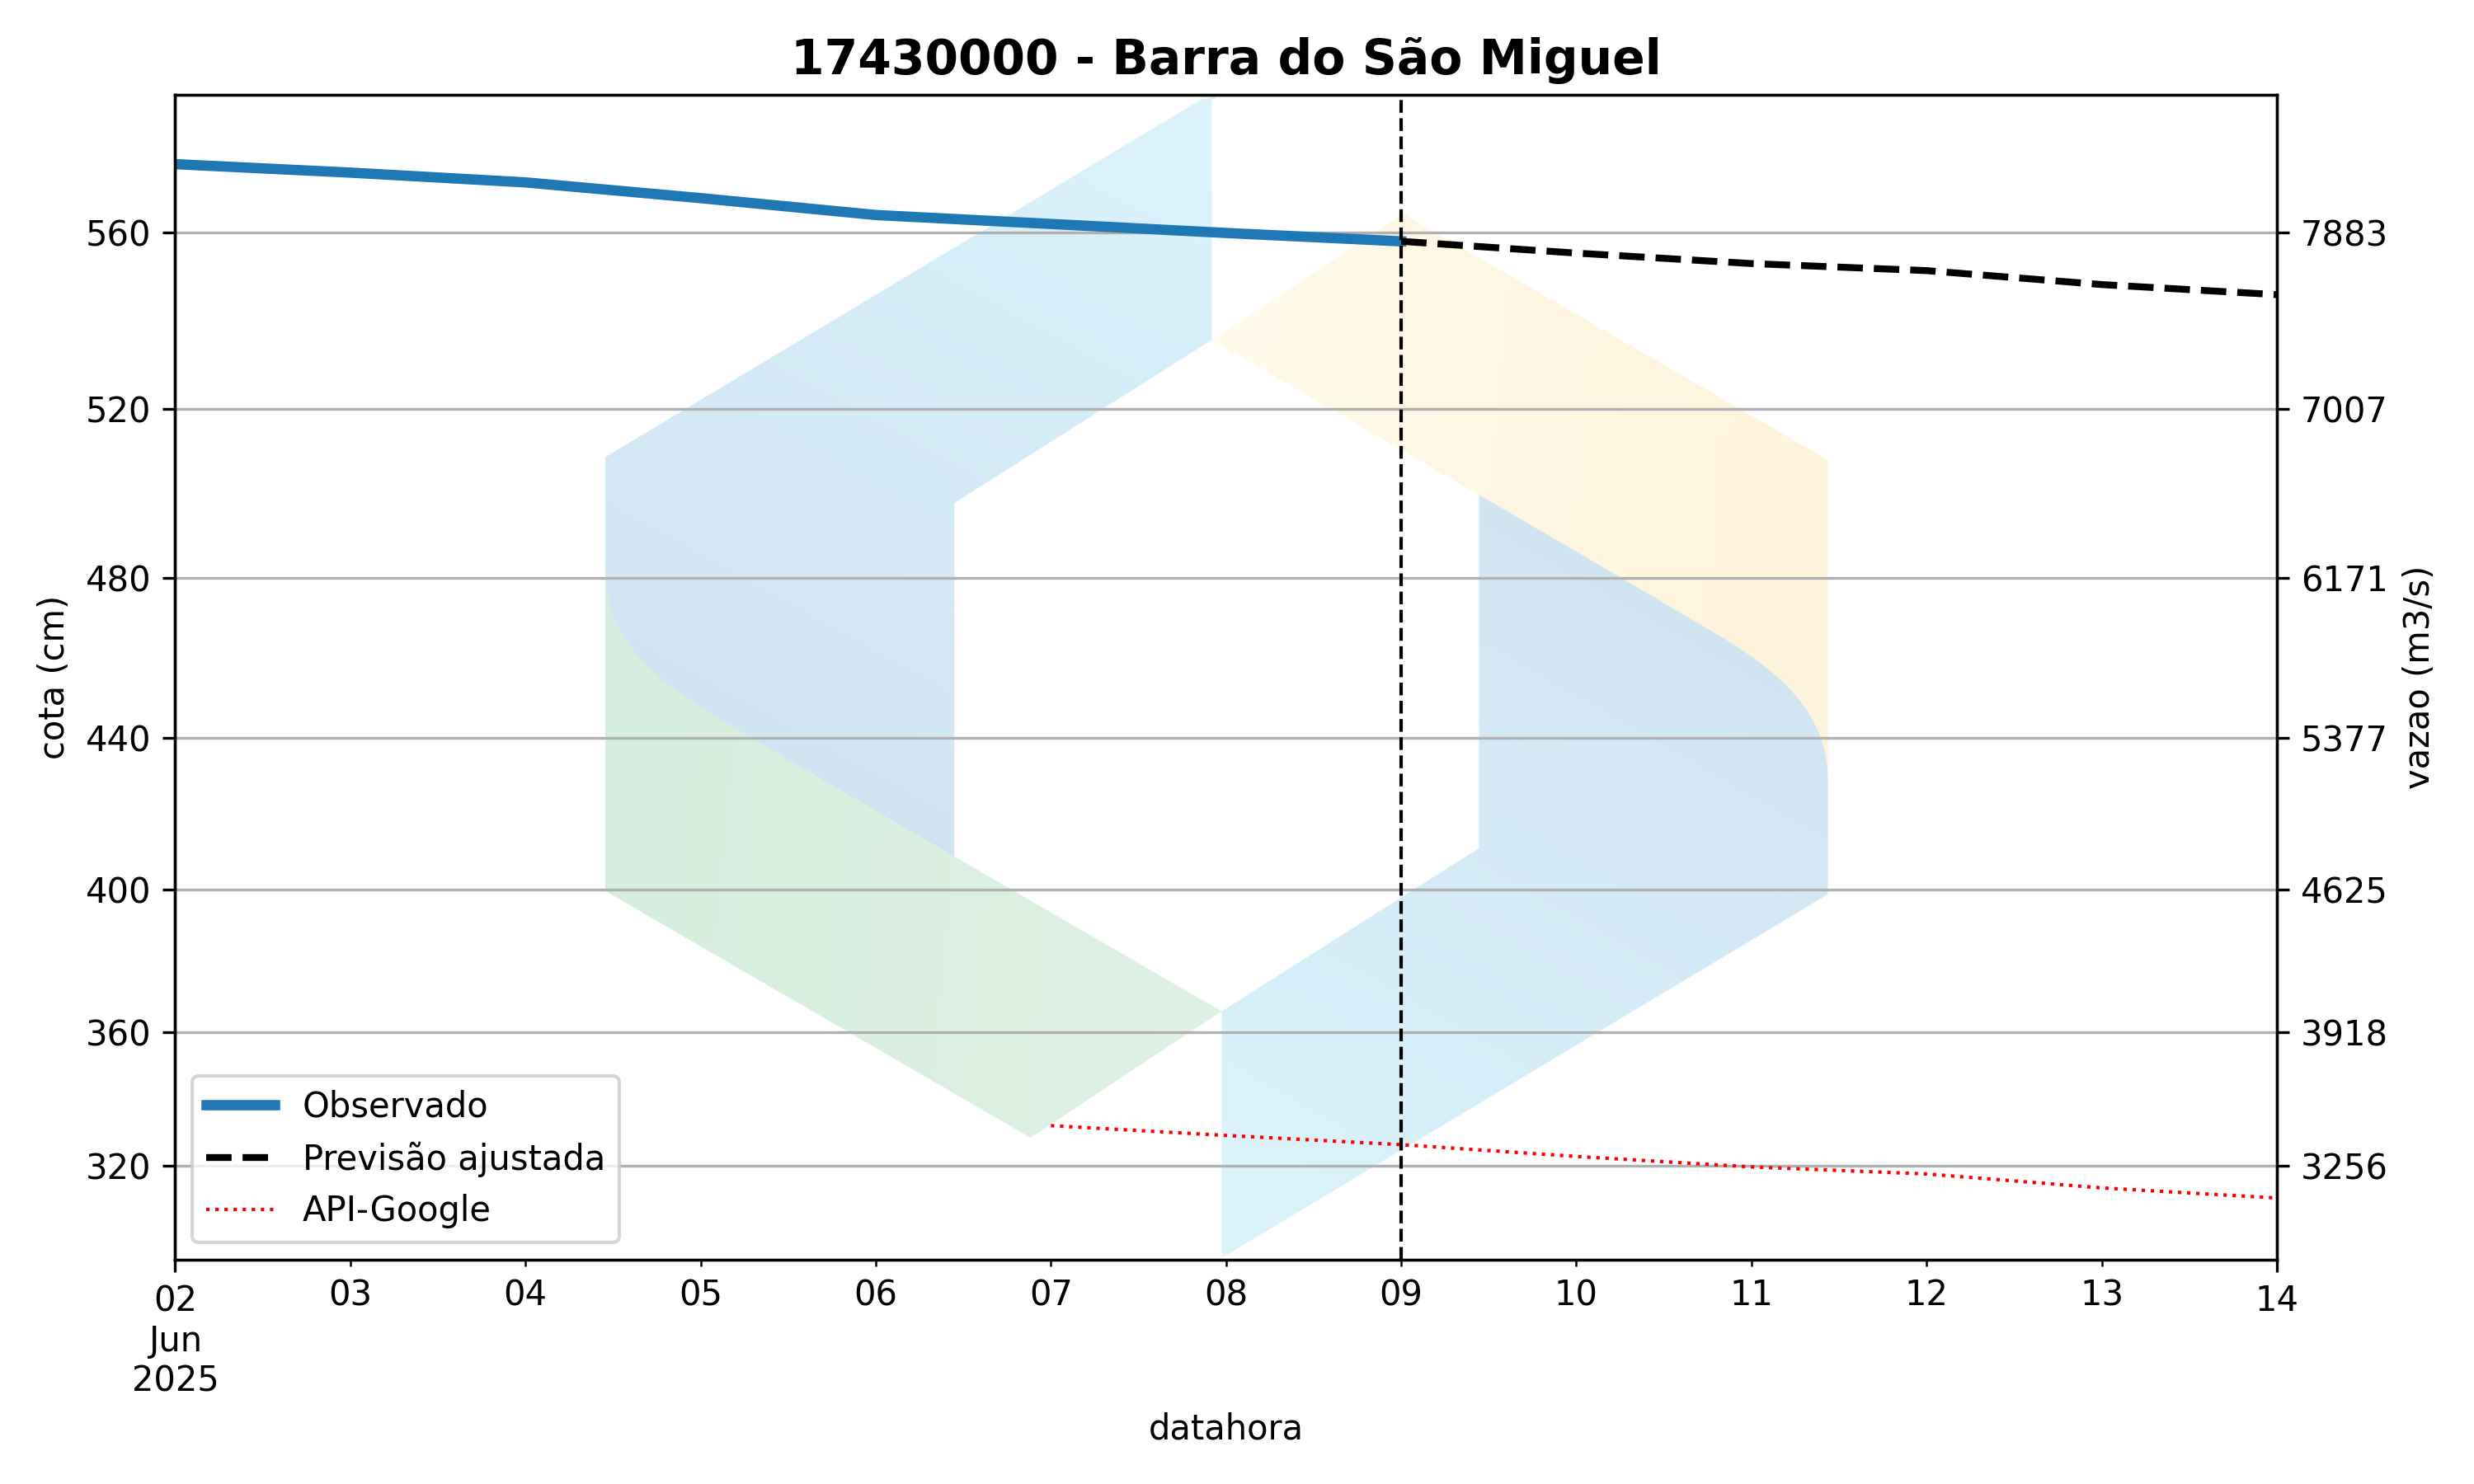 17430000 - Barra do São Miguel
560
520
480
440
400
360
320
cota (cm)
7883
7007
6171
5377
4625
3918
3256
vazao (m3/s)
Observado
Previsão ajustada
API-Google
02 03 04 05 06 07 08 09 10 11 12 13 14
Jun
2025
datahora